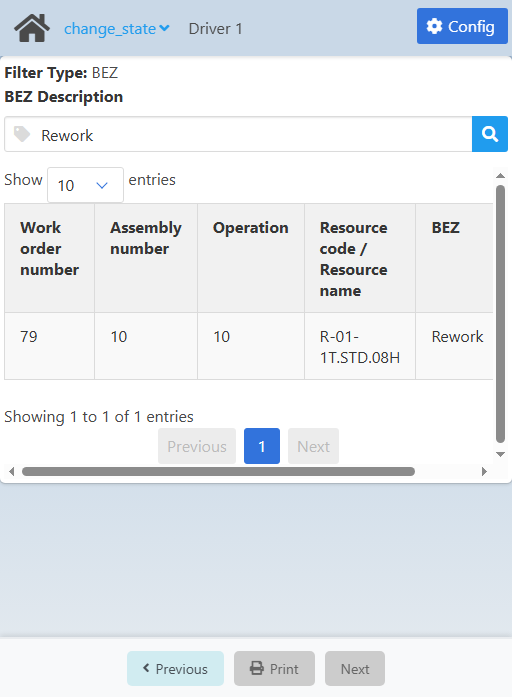 change_state Driver 1 Config
Filter Type: BEZ
BEZ Description
Rework
Show 10 entries
Work order number Assembly number Operation Resource code / Resource name BEZ
79 10 10 R-01-1T.STD.08H Rework
Showing 1 to 1 of 1 entries
Previous 1 Next
Previous Print Next